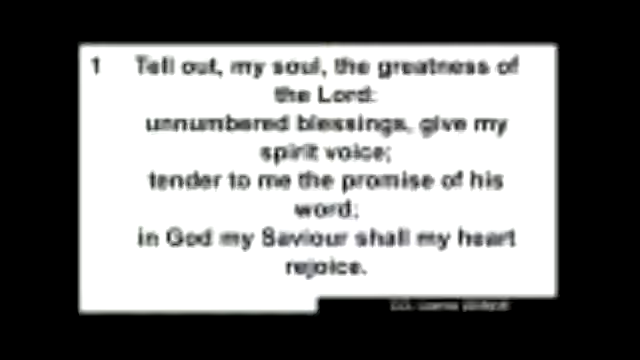 1 Tell out, my soul, the greatness of
the Lord:
unnumbered blessings, give my
spirit voice;
tender to me the promise of his
word;
in God my Saviour shall my heart
rejoice.